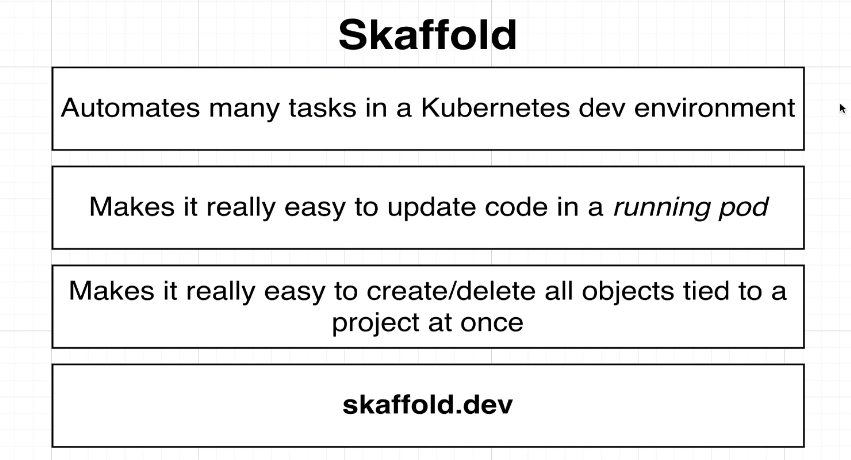 Skaffold
Automates many tasks in a Kubernetes dev environment
Makes it really easy to update code in a running pod
Makes it really easy to create/delete all objects tied to a
project at once
skaffold.dev